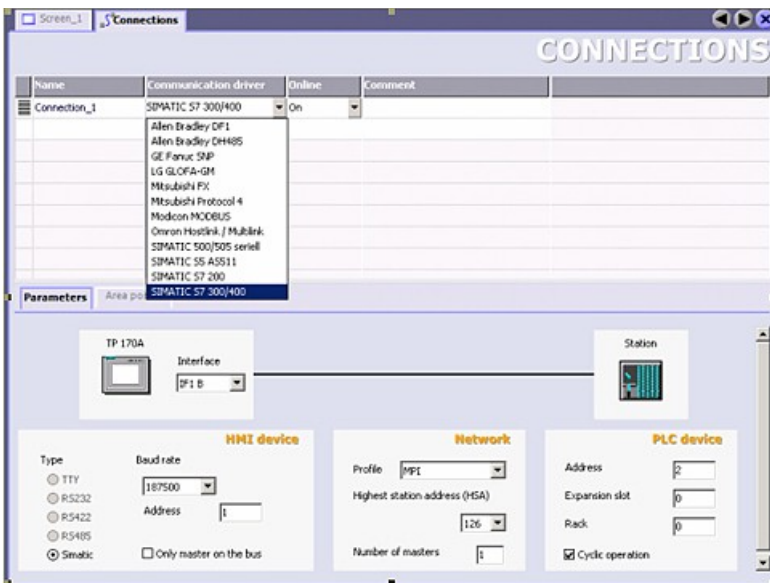 Screen_1 Connections
CONNECTIONS
Name Communication driver Online Comment
Connection_1 SIMATIC S7 300/400 On
Allen Bradley DF1
Allen Bradley DH485
GE Fanuc SNP
LG GLOFA-GM
Mitsubishi FX
Mitsubishi Protocol 4
Modicon MODBUS
Omron Hostlink / Multilink
SIMATIC 500/505 seriell
SIMATIC S5 AS511
SIMATIC S7 200
SIMATIC S7 300/400
Parameters Area
TP 170A
Interface
IF1 B
Station
HMI device
Type Baud rate
TTY
187500
RS232
Address 1
RS422
RS485
Simatic Only master on the bus
Network
Profile MPI
Highest station address (HSA)
126
Number of masters 1
PLC device
Address 2
Expansion slot 0
Rack 0
Cyclic operation